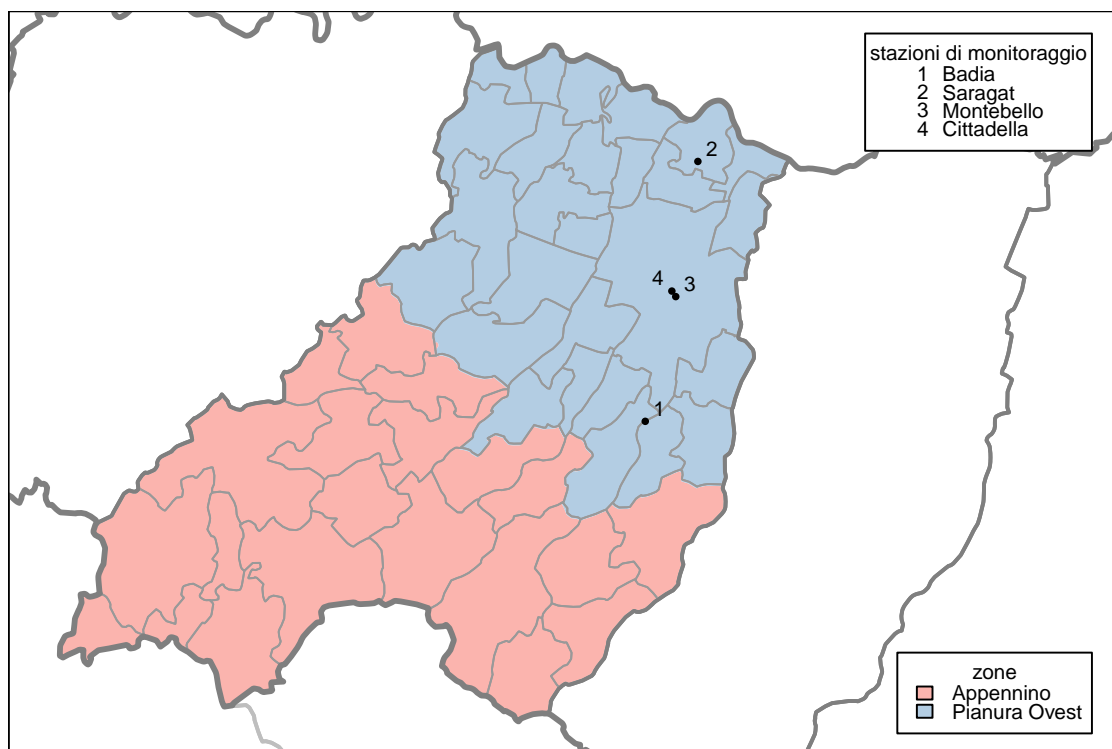 stazioni di monitoraggio
1 Badia
2 Saragat
3 Montebello
4 Cittadella
2
4
3
1
zone
Appennino
Pianura Ovest